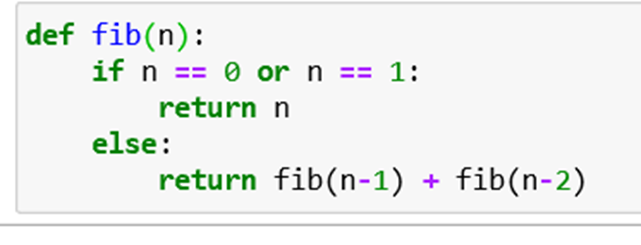 def fib(n):
    if n == 0 or n == 1:
        return n
    else:
        return fib(n-1) + fib(n-2)